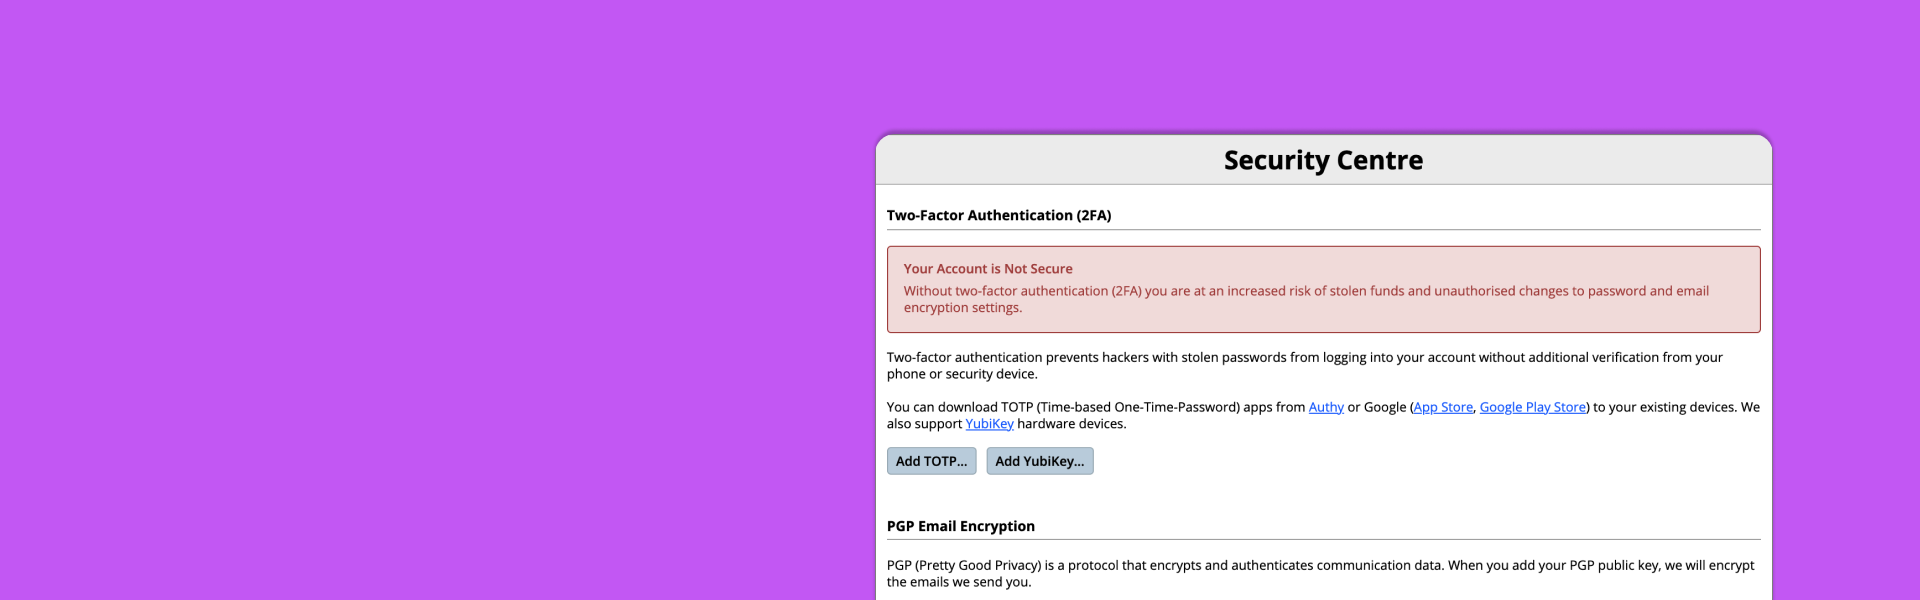 Security Centre
Two-Factor Authentication (2FA)
Your Account is Not Secure
Without two-factor authentication (2FA) you are at an increased risk of stolen funds and unauthorised changes to password and email
encryption settings.
Two-factor authentication prevents hackers with stolen passwords from logging into your account without additional verification from your
phone or security device.
You can download TOTP (Time-based One-Time-Password) apps from Authy or Google (App Store, Google Play Store) to your existing devices. We
also support YubiKey hardware devices.
Add TOTP... Add YubiKey...
PGP Email Encryption
PGP (Pretty Good Privacy) is a protocol that encrypts and authenticates communication data. When you add your PGP public key, we will encrypt
the emails we send you.